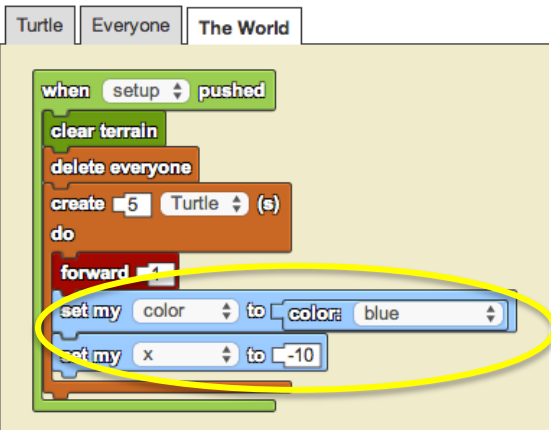 Turtle Everyone The World
when setup pushed
clear terrain
delete everyone
create 5 Turtle (s)
do
forward 1
set my color to color: blue
set my x to -10